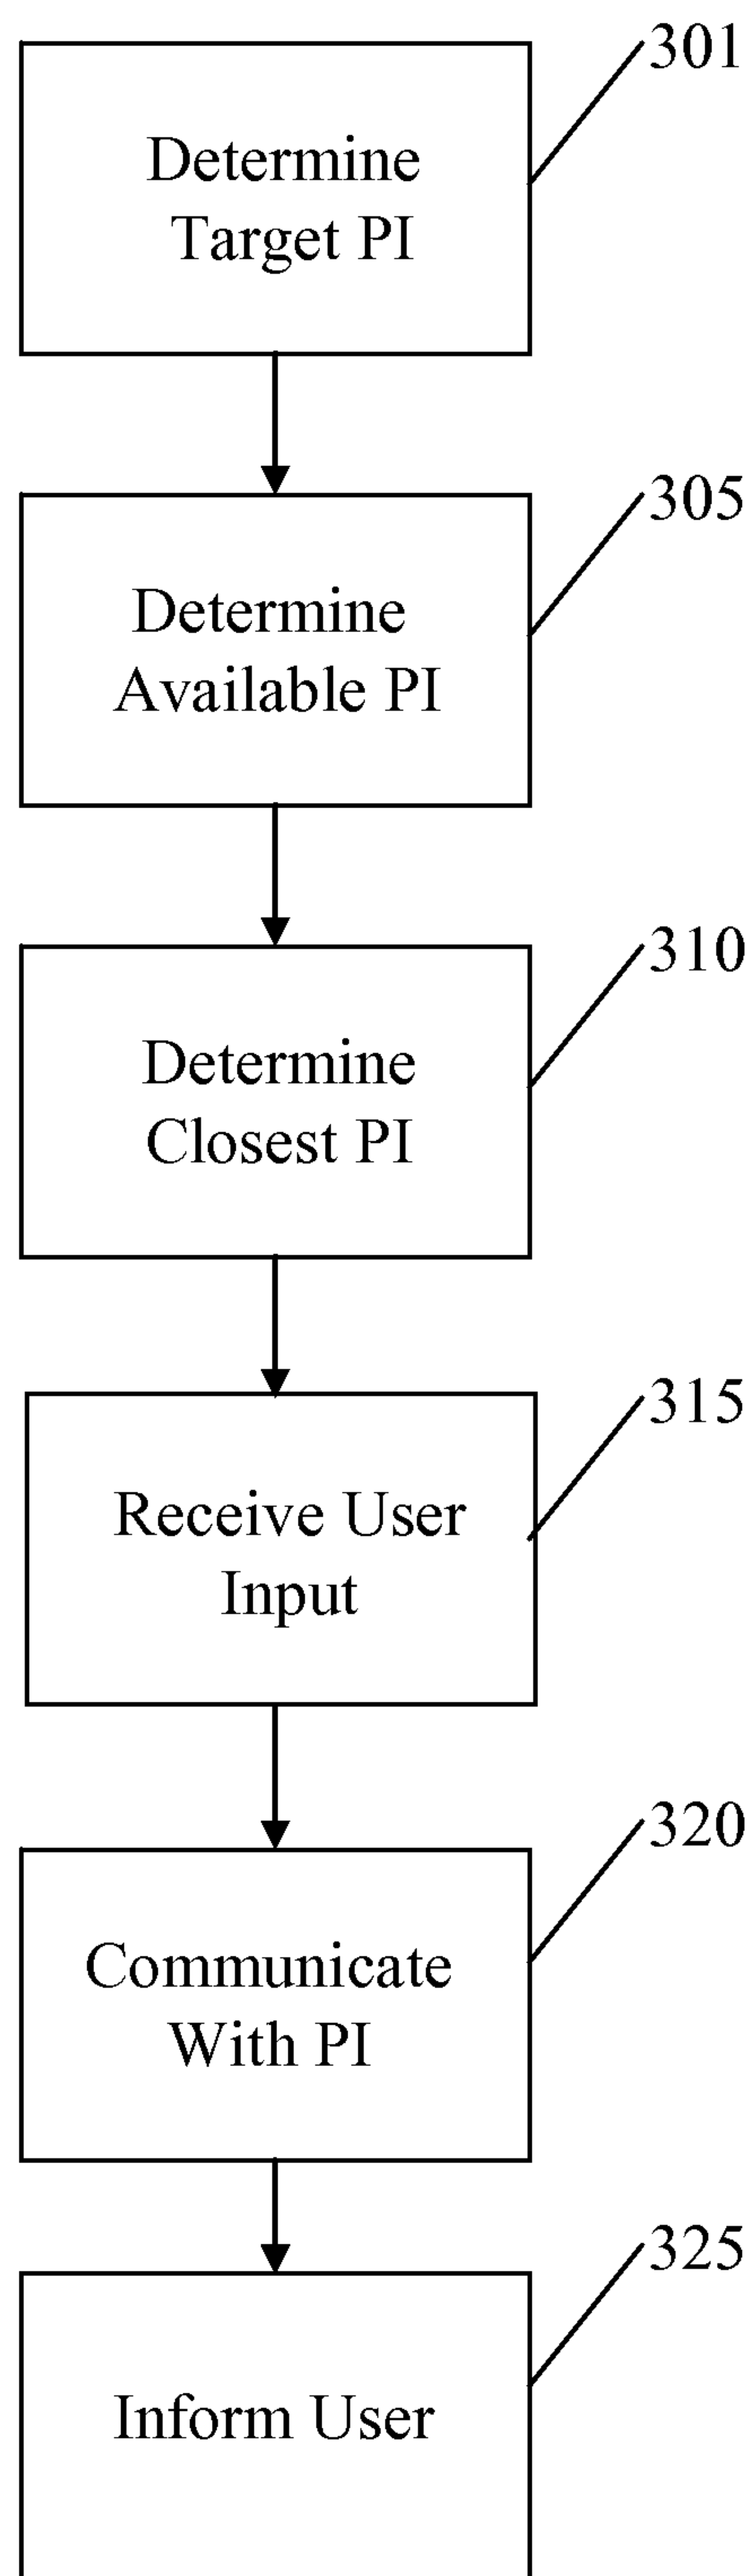 301
Determine
Target PI
305
Determine
Available PI
310
Determine
Closest PI
315
Receive User
Input
320
Communicate
With PI
325
Inform User